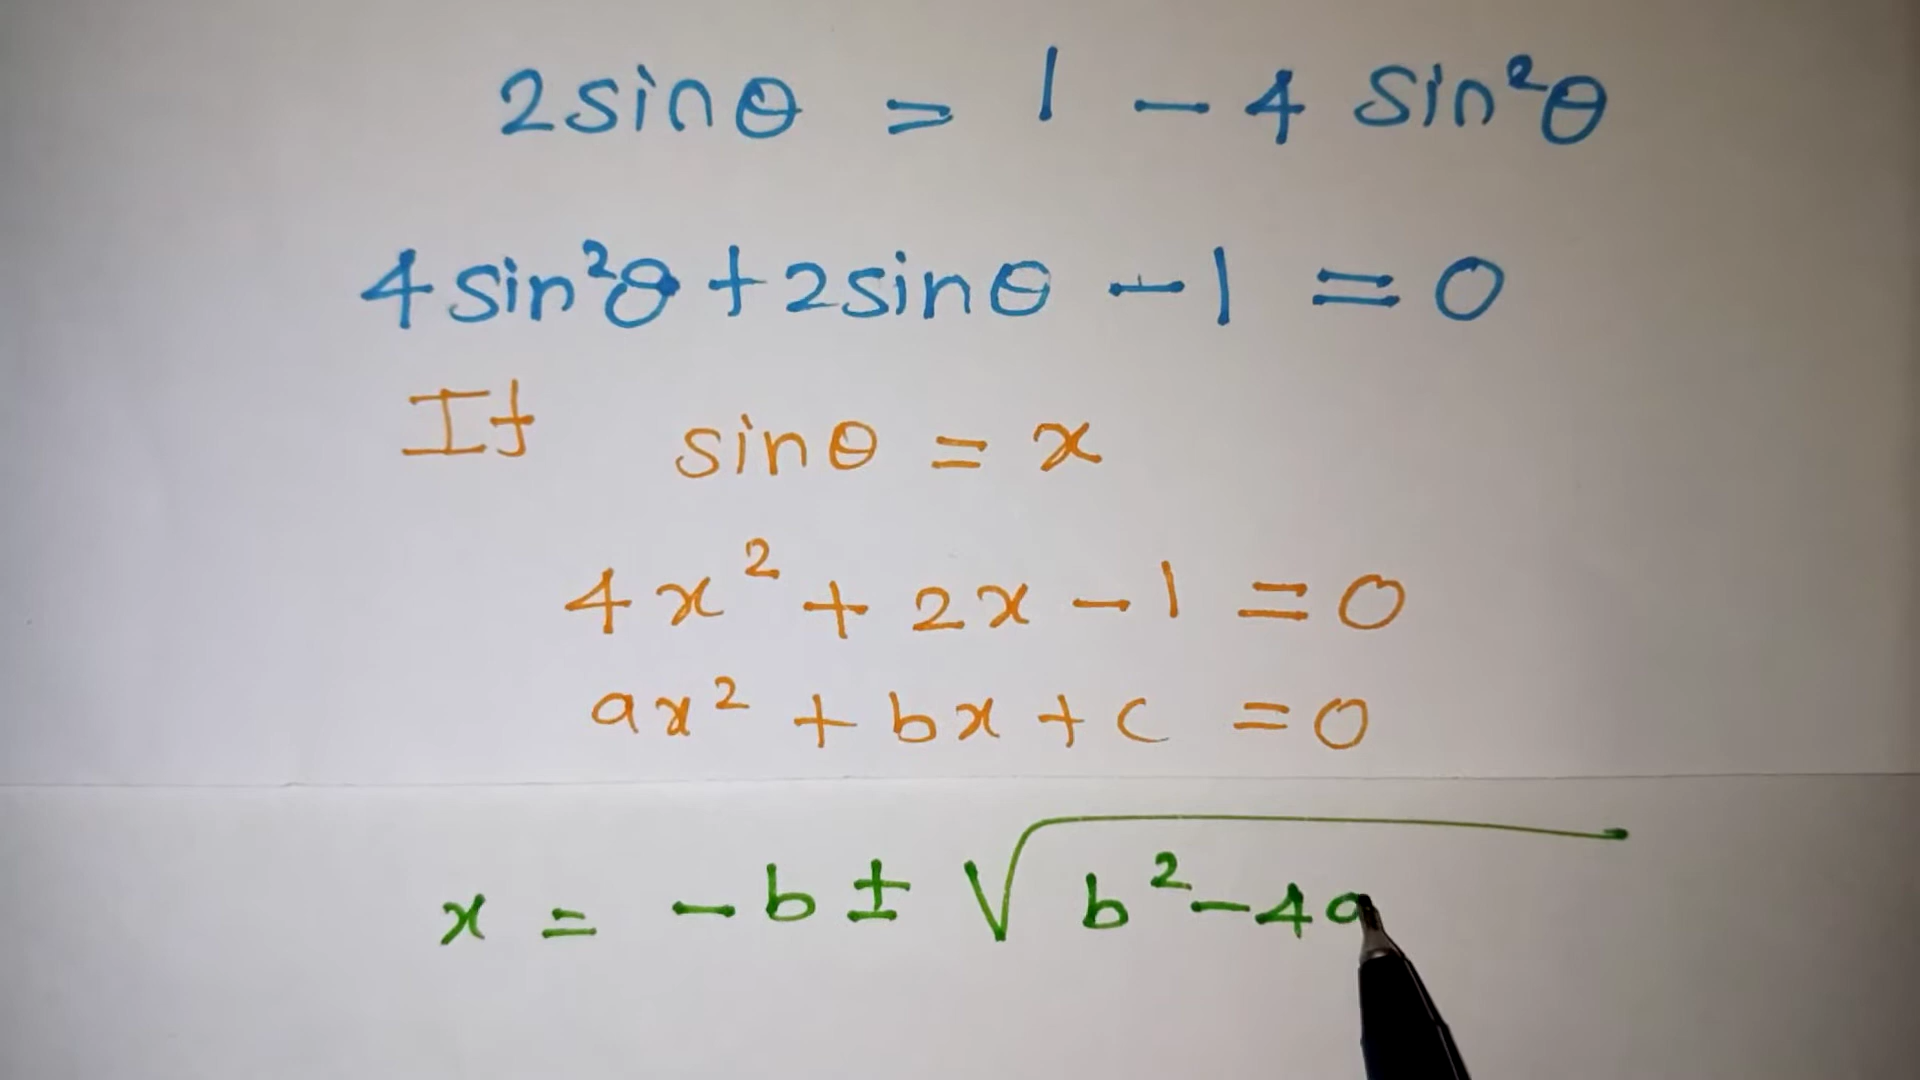 2sinθ = 1 - 4 sin²θ
4sin²θ + 2sinθ - 1 = 0
If sinθ = x
4x² + 2x - 1 = 0
ax² + bx + c = 0
x = -b ± √b² - 4a